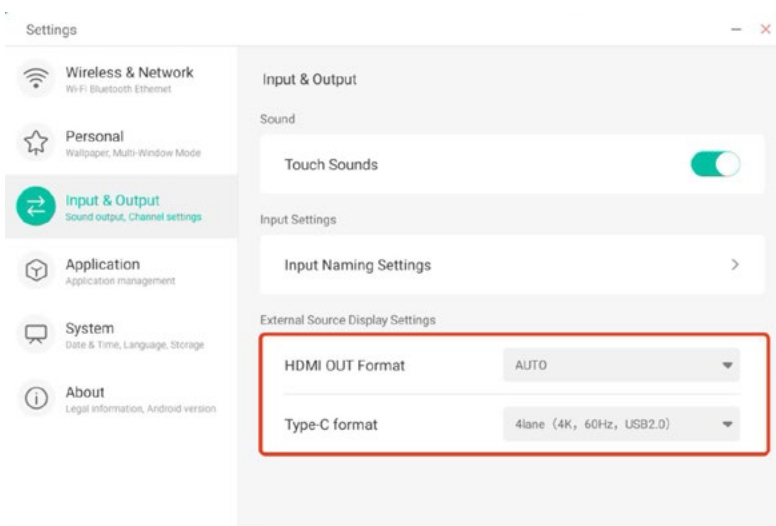 Settings
Wireless & Network
Wi-Fi Bluetooth Ethernet
Personal
Wallpaper, Multi-Window Mode
Input & Output
Sound output, Channel settings
Application
Application management
System
Date & Time, Language, Storage
About
Legal information, Android version
Input & Output
Sound
Touch Sounds
Input Settings
Input Naming Settings
External Source Display Settings
HDMI OUT Format
AUTO
Type-C format
4lane（4K，60Hz，USB2.0）